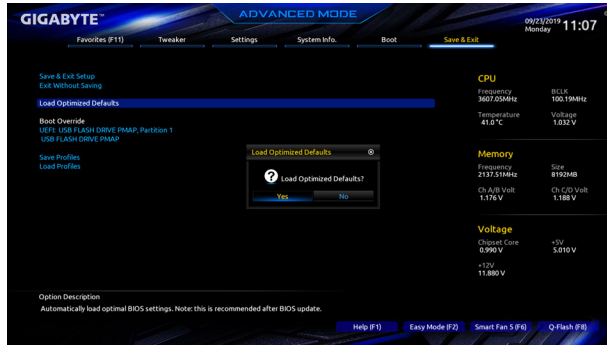 GIGABYTE™
ADVANCED MODE
09/23/2019
Monday
11:07
Favorites (F11) Tweaker Settings System Info. Boot Save & Exit
Save & Exit Setup
Exit Without Saving
Load Optimized Defaults
Boot Override
UEFI: USB FLASH DRIVE PMAP, Partition 1
USB FLASH DRIVE PMAP
Save Profiles
Load Profiles
Load Optimized Defaults
Load Optimized Defaults?
Yes No
CPU
Frequency BCLK
3607.05MHz 100.19MHz
Temperature Voltage
41.0 °C 1.032 V
Memory
Frequency Size
2137.51MHz 8192MB
Ch A/B Volt Ch C/D Volt
1.176 V 1.188 V
Voltage
Chipset Core +5V
0.990 V 5.010 V
+12V
11.880 V
Option Description
Automatically load optimal BIOS settings. Note: this is recommended after BIOS update.
Help (F1) Easy Mode (F2) Smart Fan 5 (F6) Q-Flash (F8)